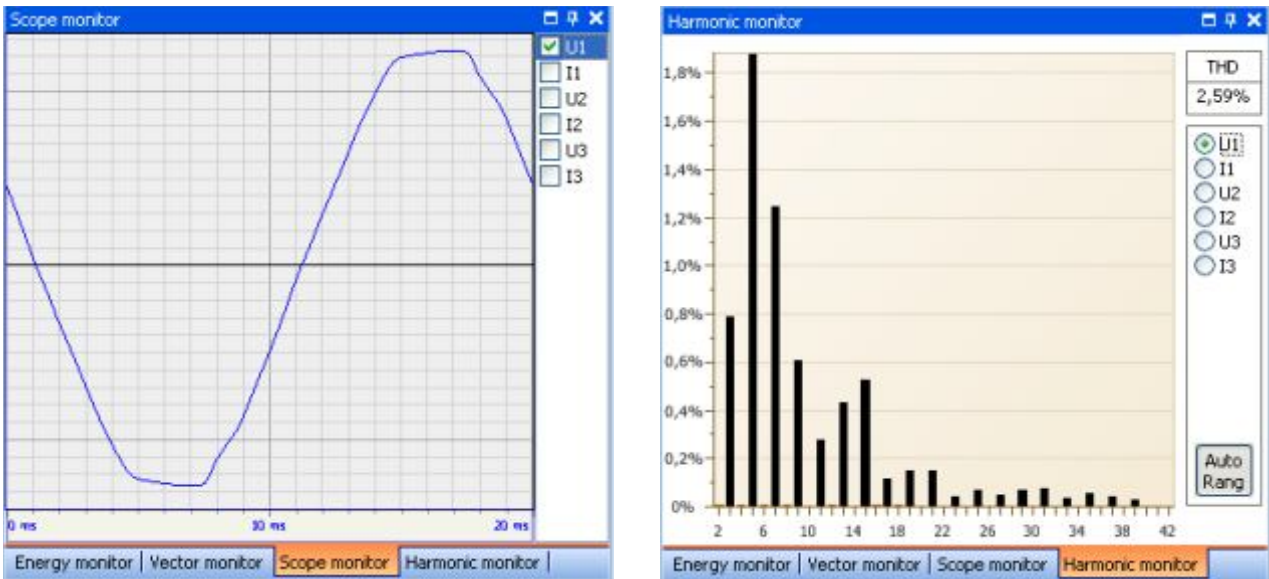 Scope monitor
U1
I1
U2
I2
U3
I3
0 ms 10 ms 20 ms
Energy monitor Vector monitor Scope monitor Harmonic monitor
Harmonic monitor
1,8%
1,6%
1,4%
1,2%
1,0%
0,8%
0,6%
0,4%
0,2%
0%
2 6 10 14 18 22 26 30 34 38 42
THD
2,59%
U1
I1
U2
I2
U3
I3
Auto
Rang
Energy monitor Vector monitor Scope monitor Harmonic monitor